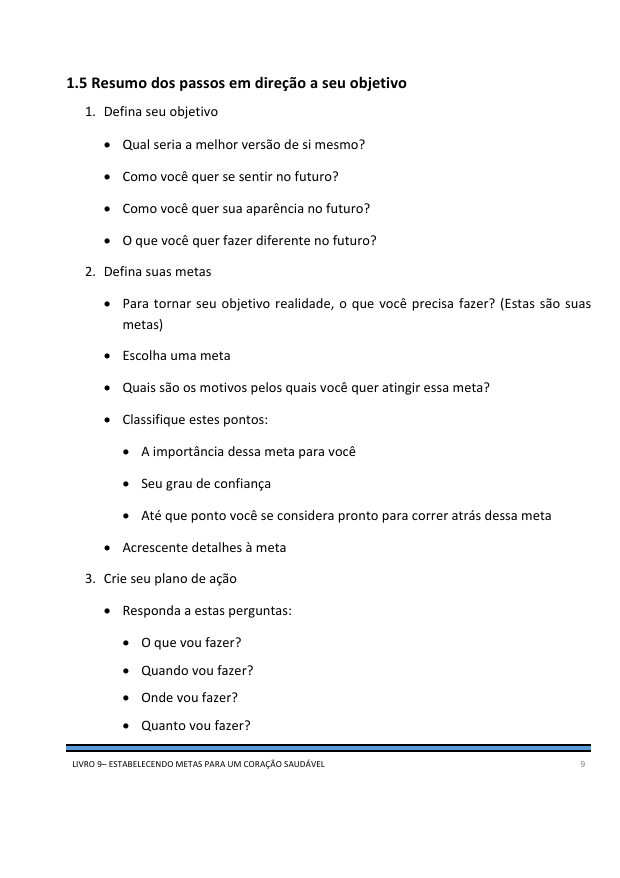 1.5 Resumo dos passos em direção a seu objetivo
1. Defina seu objetivo
• Qual seria a melhor versão de si mesmo?
• Como você quer se sentir no futuro?
• Como você quer sua aparência no futuro?
• O que você quer fazer diferente no futuro?
2. Defina suas metas
• Para tornar seu objetivo realidade, o que você precisa fazer? (Estas são suas
metas)
• Escolha uma meta
• Quais são os motivos pelos quais você quer atingir essa meta?
• Classifique estes pontos:
• A importância dessa meta para você
• Seu grau de confiança
• Até que ponto você se considera pronto para correr atrás dessa meta
• Acrescente detalhes à meta
3. Crie seu plano de ação
• Responda a estas perguntas:
• O que vou fazer?
• Quando vou fazer?
• Onde vou fazer?
• Quanto vou fazer?
LIVRO 9– ESTABELECENDO METAS PARA UM CORAÇÃO SAUDÁVEL 9